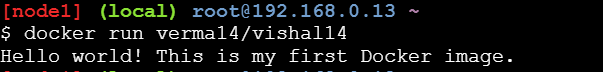 [node1] (local) root@192.168.0.13 ~
$ docker run verma14/vishal14
Hello world! This is my first Docker image.